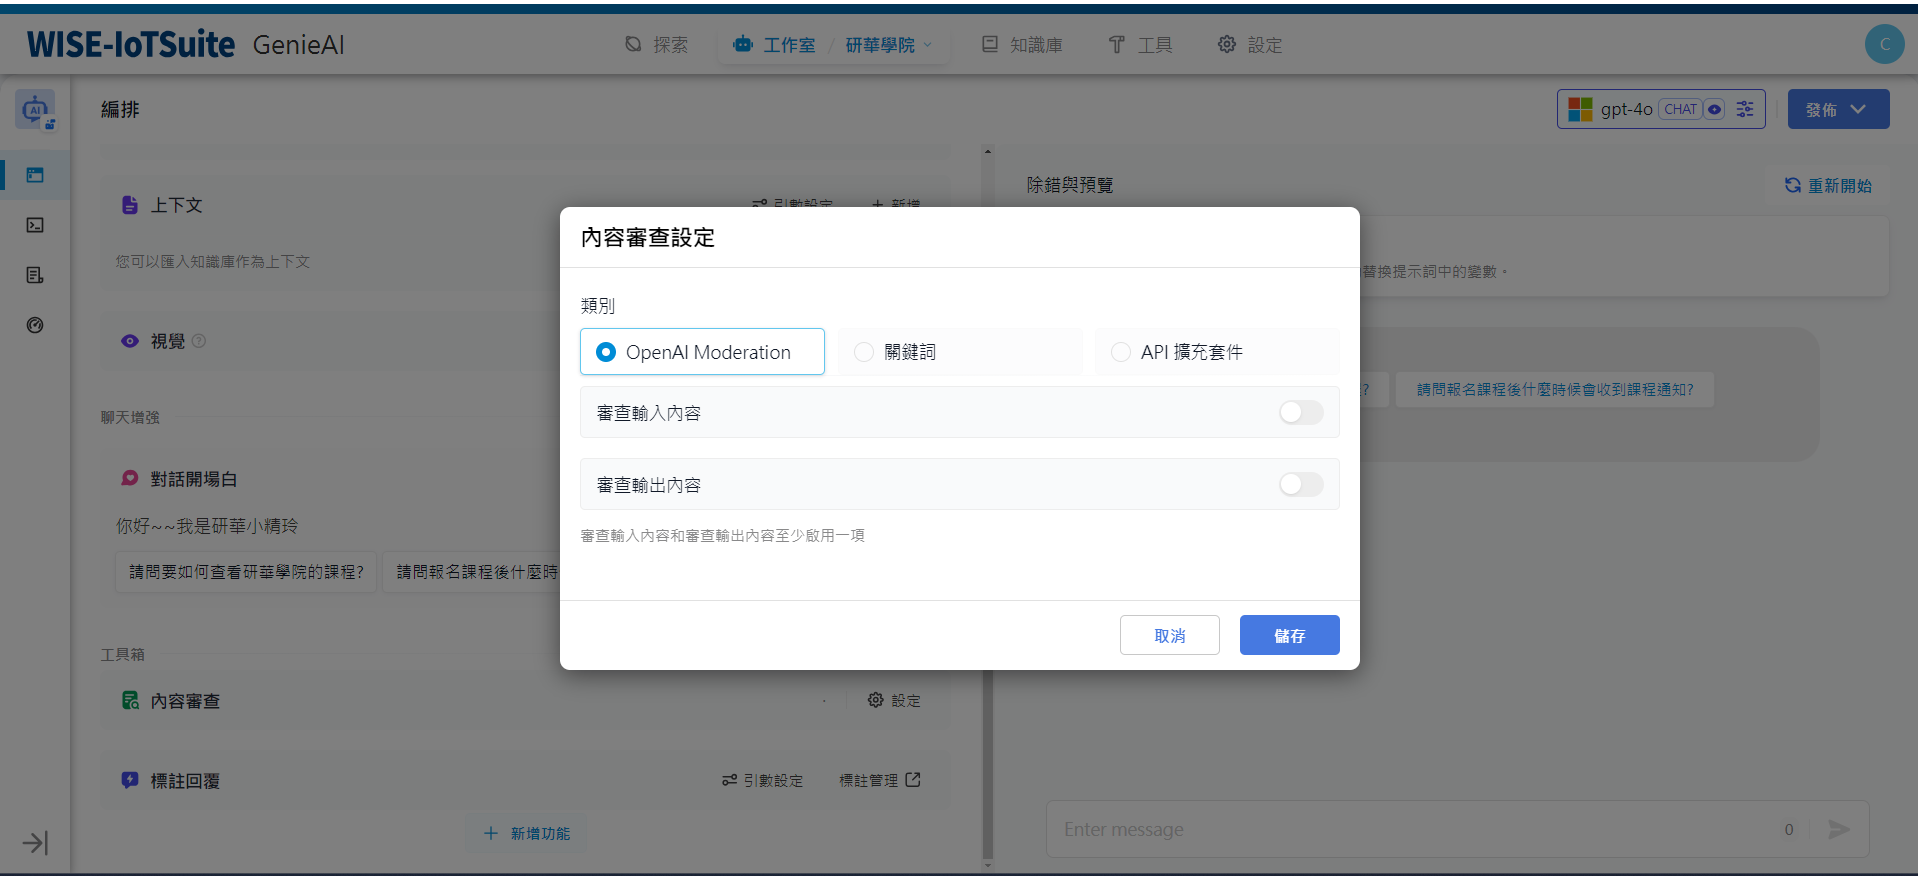 WISE-IoTSuite GenieAI
探索
工作室 / 研華學院
知識庫
工具
設定
C
AI
編排
gpt-4o CHAT
發佈
上下文
引數設定
新增
您可以匯入知識庫作為上下文
視覺
聊天增強
對話開場白
你好~~我是研華小精玲
請問要如何查看研華學院的課程?
請問報名課程後什麼時
工具箱
內容審查
設定
標註回覆
引數設定
標註管理
新增功能
除錯與預覽
重新開始
替換提示詞中的變數。
?
請問報名課程後什麼時候會收到課程通知?
Enter message
0
內容審查設定
類別
OpenAI Moderation
關鍵詞
API 擴充套件
審查輸入內容
審查輸出內容
審查輸入內容和審查輸出內容至少啟用一項
取消
儲存